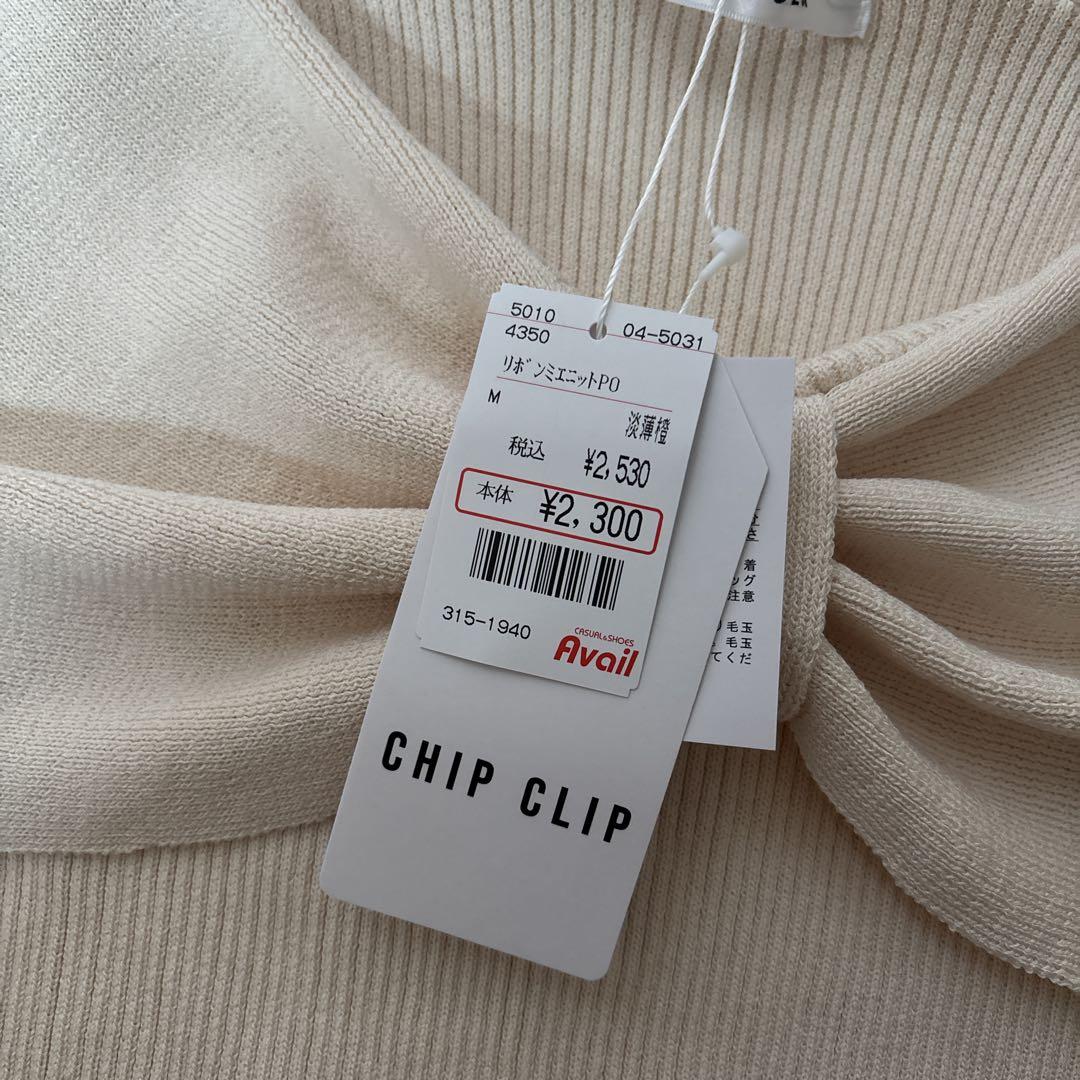 5010
4350
04-5031
リボンミエニットPO
M
淡薄橙
税込 ¥2,530
本体 ¥2,300
315-1940
CASUAL&SHOES
Avail
CHIP CLIP
着
ッグ
注意
毛玉
毛玉
てくだ